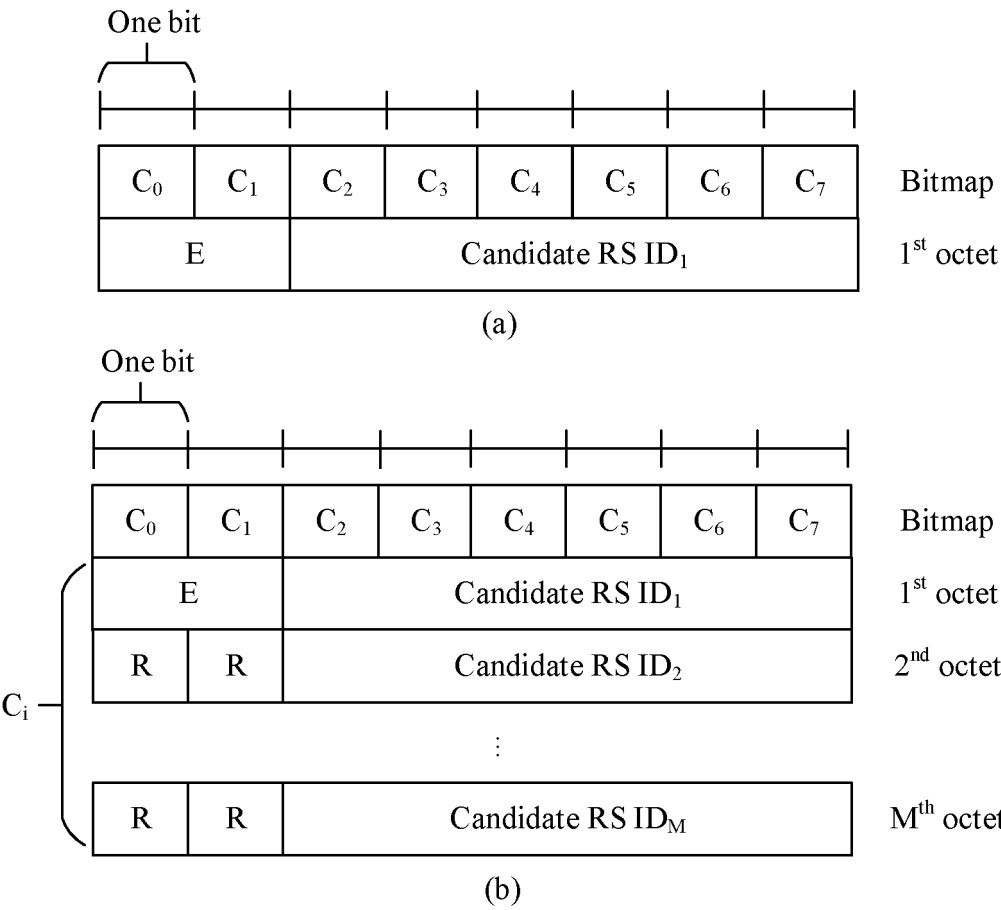 One bit
C₀ C₁ C₂ C₃ C₄ C₅ C₆ C₇ Bitmap
E Candidate RS ID₁ 1ˢᵗ octet
(a)
One bit
C₀ C₁ C₂ C₃ C₄ C₅ C₆ C₇ Bitmap
E Candidate RS ID₁ 1ˢᵗ octet
R R Candidate RS ID₂ 2ⁿᵈ octet
Cᵢ
⋮
R R Candidate RS ID_M Mᵗʰ octet
(b)